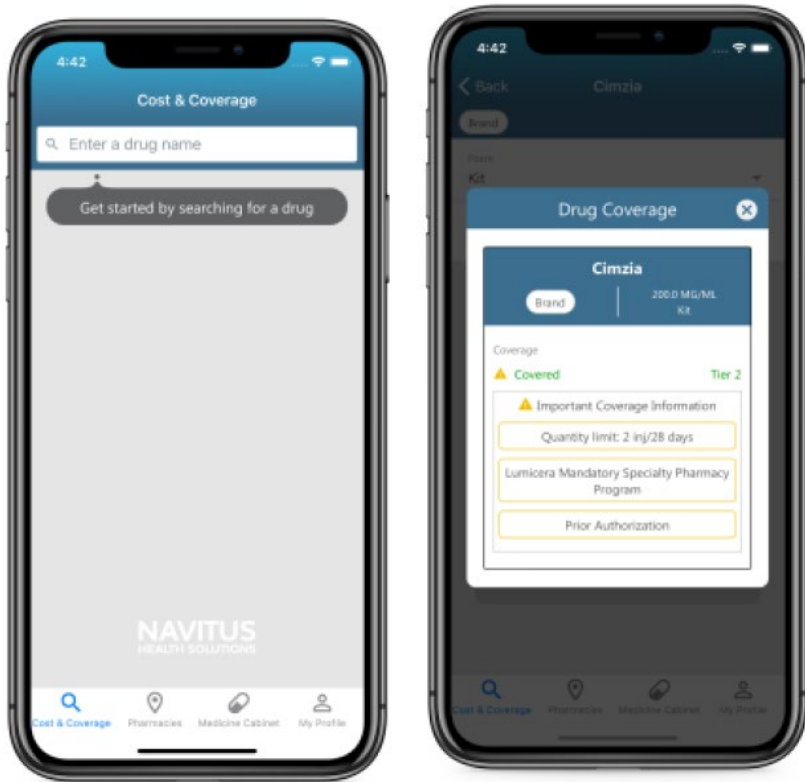 4:42
Cost & Coverage
Enter a drug name
Get started by searching for a drug
NAVITUS
HEALTH SOLUTIONS
Cost & Coverage
Pharmacies
Medicine Cabinet
My Profile
4:42
Back
Cimzia
Brand
Form
Kit
Drug Coverage
Cimzia
Brand
200.0 MG/ML
Kit
Coverage
Covered
Tier 2
Important Coverage Information
Quantity limit: 2 inj/28 days
Lumicera Mandatory Specialty Pharmacy
Program
Prior Authorization
Cost & Coverage
Pharmacies
Medicine Cabinet
My Profile